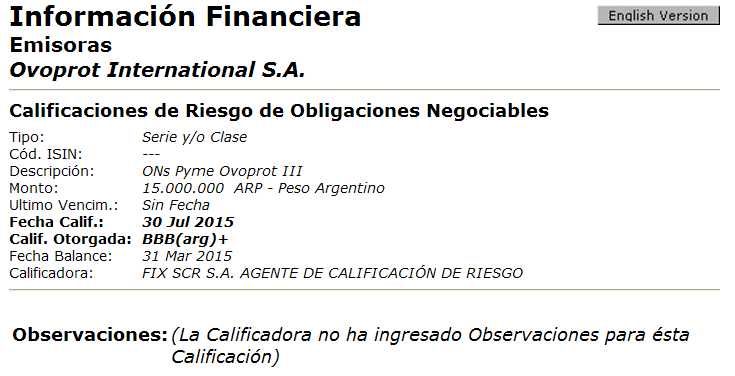 Información Financiera
English Version
Emisoras
Ovoprot International S.A.
Calificaciones de Riesgo de Obligaciones Negociables
Tipo: Serie y/o Clase
Cód. ISIN: ---
Descripción: ONs Pyme Ovoprot III
Monto: 15.000.000 ARP - Peso Argentino
Ultimo Vencim.: Sin Fecha
Fecha Calif.: 30 Jul 2015
Calif. Otorgada: BBB(arg)+
Fecha Balance: 31 Mar 2015
Calificadora: FIX SCR S.A. AGENTE DE CALIFICACIÓN DE RIESGO
Observaciones: (La Calificadora no ha ingresado Observaciones para ésta
Calificación)